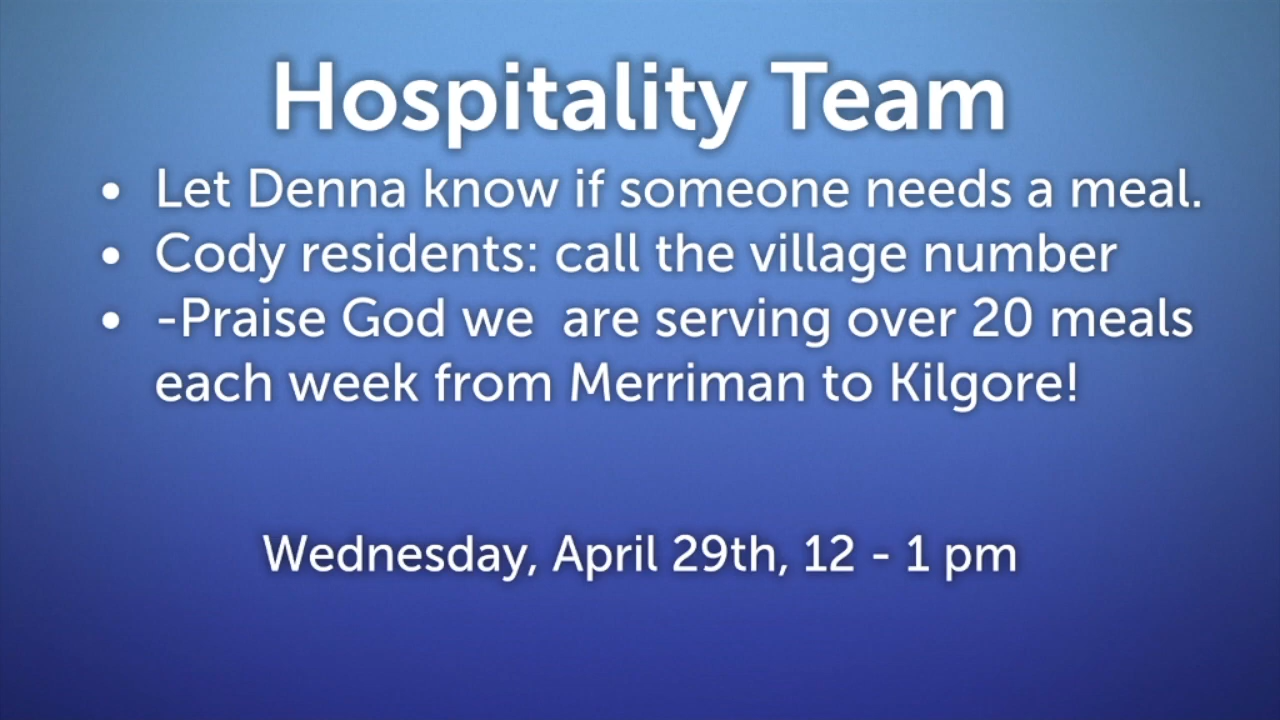 Hospitality Team
• Let Denna know if someone needs a meal.
• Cody residents: call the village number
• -Praise God we  are serving over 20 meals
each week from Merriman to Kilgore!
Wednesday, April 29th, 12 - 1 pm